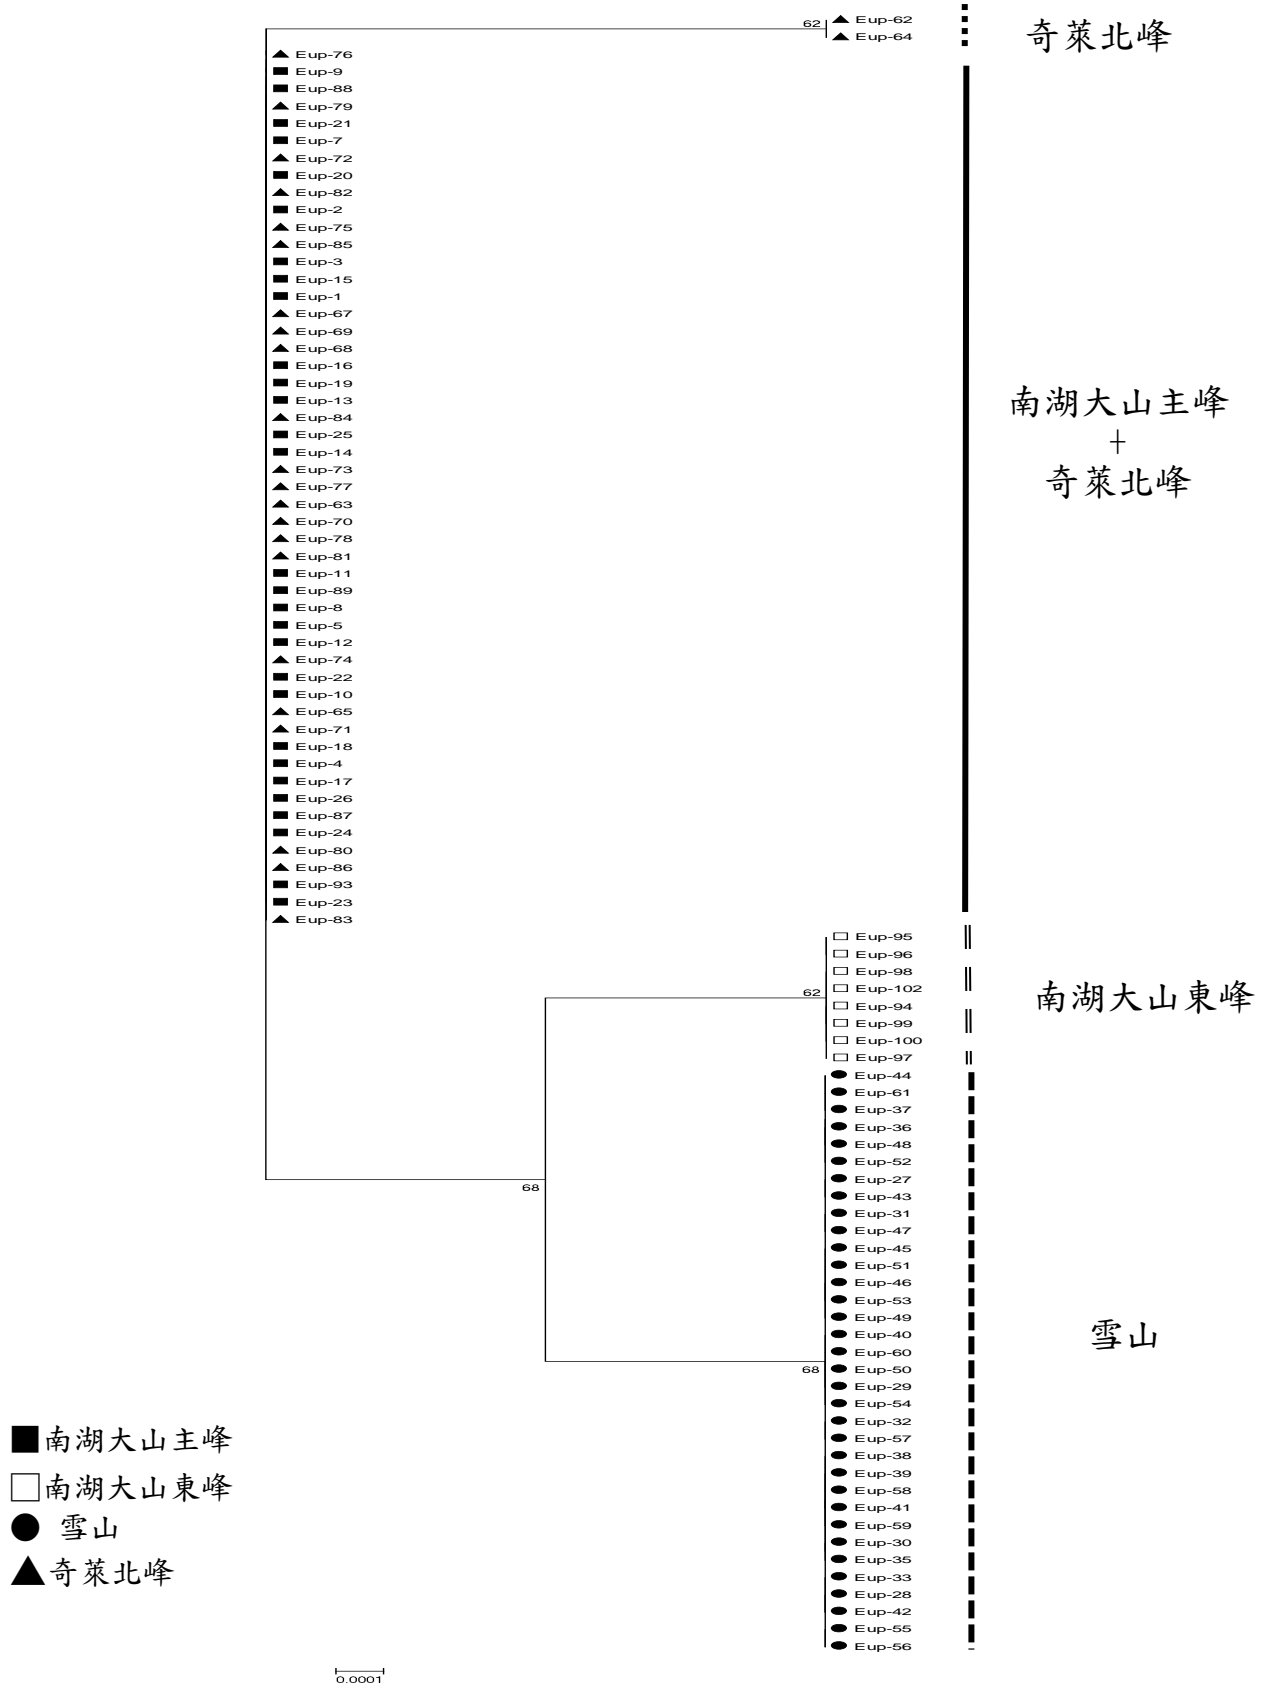 62
Eup-62
Eup-64
奇萊北峰
Eup-76
Eup-9
Eup-88
Eup-79
Eup-21
Eup-7
Eup-72
Eup-20
Eup-82
Eup-2
Eup-75
Eup-85
Eup-3
Eup-15
Eup-1
Eup-67
Eup-69
Eup-68
Eup-16
Eup-19
Eup-13
Eup-84
Eup-25
Eup-14
Eup-73
Eup-77
Eup-63
Eup-70
Eup-78
Eup-81
Eup-11
Eup-89
Eup-8
Eup-5
Eup-12
Eup-74
Eup-22
Eup-10
Eup-65
Eup-71
Eup-18
Eup-4
Eup-17
Eup-26
Eup-87
Eup-24
Eup-80
Eup-86
Eup-93
Eup-23
Eup-83
南湖大山主峰
+
奇萊北峰
Eup-95
Eup-96
Eup-98
Eup-102
62
Eup-94
Eup-99
Eup-100
Eup-97
南湖大山東峰
Eup-44
Eup-61
Eup-37
Eup-36
Eup-48
Eup-52
Eup-27
68
Eup-43
Eup-31
Eup-47
Eup-45
Eup-51
Eup-46
Eup-53
Eup-49
Eup-40
Eup-60
Eup-50
68
Eup-29
Eup-54
Eup-32
Eup-57
Eup-38
Eup-39
Eup-58
Eup-41
Eup-59
Eup-30
Eup-35
Eup-33
Eup-28
Eup-42
Eup-55
Eup-56
雪山
南湖大山主峰
南湖大山東峰
雪山
奇萊北峰
0.0001